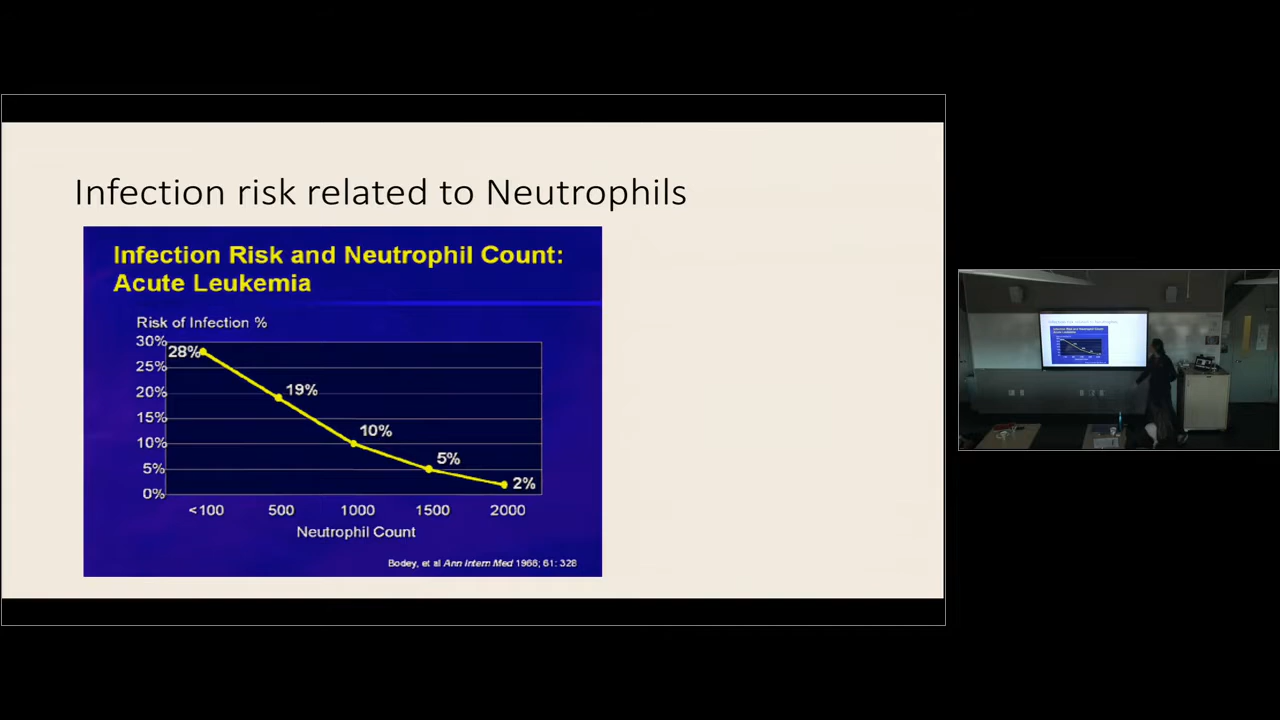 Infection risk related to Neutrophils
Infection Risk and Neutrophil Count:
Acute Leukemia
Risk of Infection %
30%
25%
20%
15%
10%
5%
0%
28%
19%
10%
5%
2%
<100 500 1000 1500 2000
Neutrophil Count
Bodey, et al Ann Intern Med 1966; 61: 328